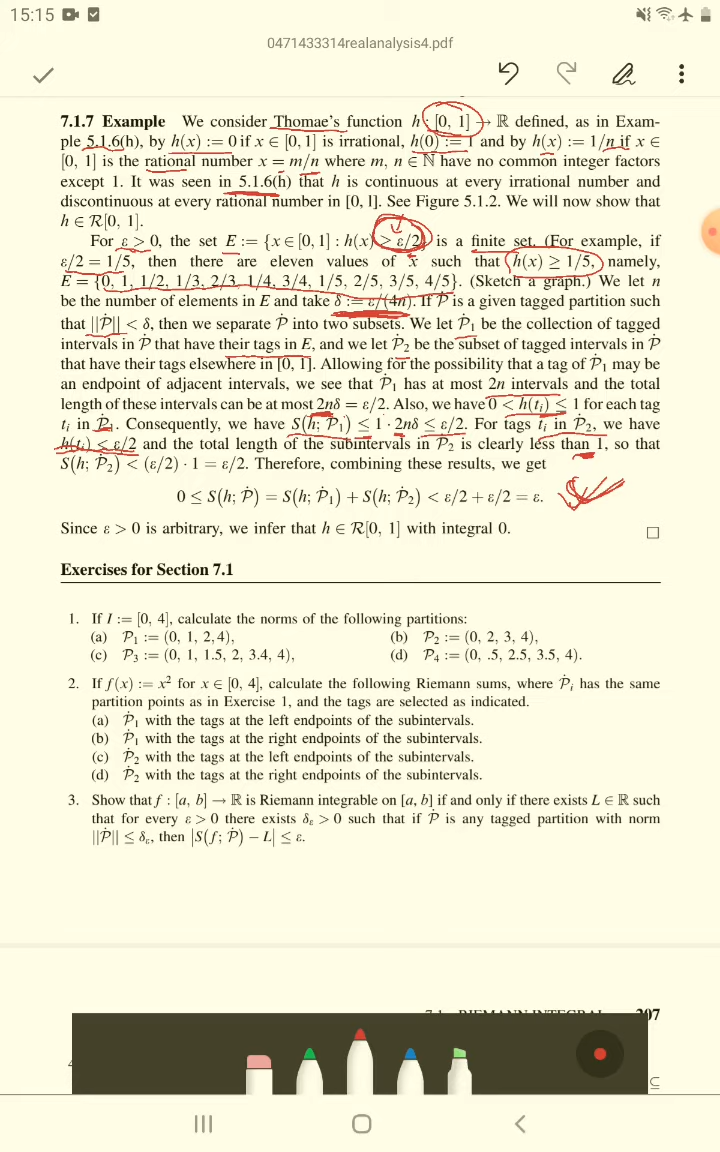 15:15
0471433314realanalysis4.pdf
7.1.7 Example We consider Thomae's function h : [0, 1] → ℝ defined, as in Exam-
ple 5.1.6(h), by h(x) := 0 if x ∈ [0, 1] is irrational, h(0) := 1 and by h(x) := 1/n if x ∈
[0, 1] is the rational number x = m/n where m, n ∈ ℕ have no common integer factors
except 1. It was seen in 5.1.6(h) that h is continuous at every irrational number and
discontinuous at every rational number in [0, 1]. See Figure 5.1.2. We will now show that
h ∈ R[0, 1].
For ε > 0, the set E := {x ∈ [0, 1] : h(x) ≥ ε/2} is a finite set. (For example, if
ε/2 = 1/5, then there are eleven values of x such that h(x) ≥ 1/5, namely,
E = {0, 1, 1/2, 1/3, 2/3, 1/4, 3/4, 1/5, 2/5, 3/5, 4/5}. (Sketch a graph.) We let n
be the number of elements in E and take δ := ε/(4n). If Ṗ is a given tagged partition such
that ||Ṗ|| < δ, then we separate Ṗ into two subsets. We let Ṗ₁ be the collection of tagged
intervals in Ṗ that have their tags in E, and we let Ṗ₂ be the subset of tagged intervals in Ṗ
that have their tags elsewhere in [0, 1]. Allowing for the possibility that a tag of Ṗ₁ may be
an endpoint of adjacent intervals, we see that Ṗ₁ has at most 2n intervals and the total
length of these intervals can be at most 2nδ = ε/2. Also, we have 0 < h(tᵢ) ≤ 1 for each tag
tᵢ in Ṗ₁. Consequently, we have S(h; Ṗ₁) ≤ 1 · 2nδ ≤ ε/2. For tags tᵢ in Ṗ₂, we have
h(tᵢ) < ε/2 and the total length of the subintervals in Ṗ₂ is clearly less than 1, so that
S(h; Ṗ₂) < (ε/2) · 1 = ε/2. Therefore, combining these results, we get
0 ≤ S(h; Ṗ) = S(h; Ṗ₁) + S(h; Ṗ₂) < ε/2 + ε/2 = ε.
Since ε > 0 is arbitrary, we infer that h ∈ R[0, 1] with integral 0. □
Exercises for Section 7.1
1. If I := [0, 4], calculate the norms of the following partitions:
(a) P₁ := (0, 1, 2, 4), (b) P₂ := (0, 2, 3, 4),
(c) P₃ := (0, 1, 1.5, 2, 3.4, 4), (d) P₄ := (0, .5, 2.5, 3.5, 4).
2. If f(x) := x² for x ∈ [0, 4], calculate the following Riemann sums, where Ṗᵢ has the same
partition points as in Exercise 1, and the tags are selected as indicated.
(a) Ṗ₁ with the tags at the left endpoints of the subintervals.
(b) Ṗ₁ with the tags at the right endpoints of the subintervals.
(c) Ṗ₂ with the tags at the left endpoints of the subintervals.
(d) Ṗ₂ with the tags at the right endpoints of the subintervals.
3. Show that f : [a, b] → ℝ is Riemann integrable on [a, b] if and only if there exists L ∈ ℝ such
that for every ε > 0 there exists δε > 0 such that if Ṗ is any tagged partition with norm
||Ṗ|| ≤ δε, then |S(f; Ṗ) − L| ≤ ε.
7.1 RIEMANN INTEGRAL 207